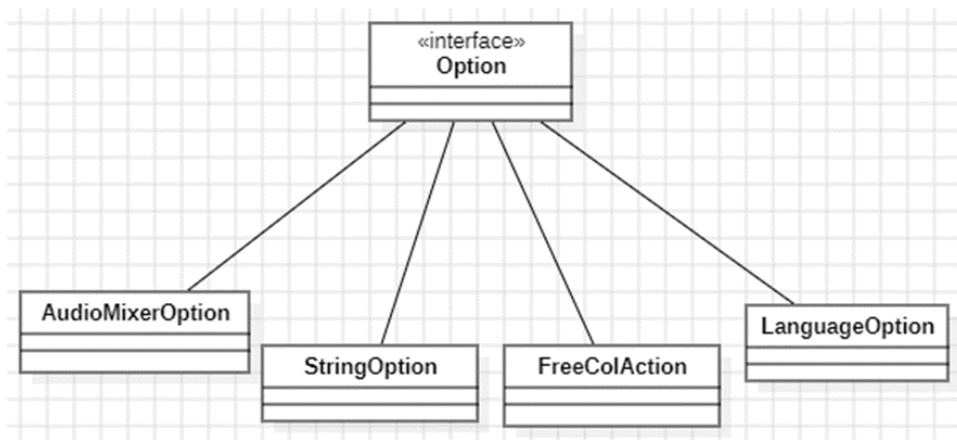 «interface»
Option
AudioMixerOption
StringOption
FreeColAction
LanguageOption